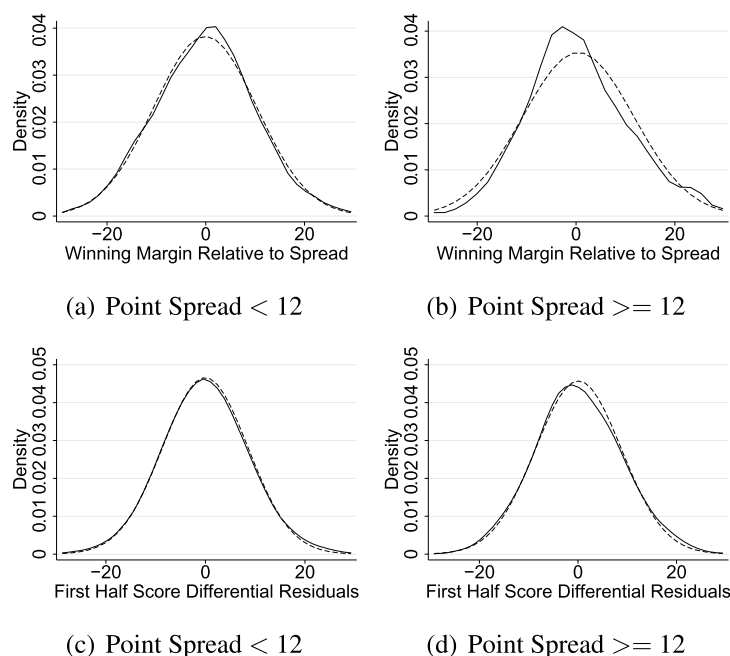 Density
0 0.01 0.02 0.03 0.04
−20 0 20
Winning Margin Relative to Spread
(a) Point Spread < 12
Density
0 0.01 0.02 0.03 0.04
−20 0 20
Winning Margin Relative to Spread
(b) Point Spread >= 12
Density
0 0.01 0.02 0.03 0.04 0.05
−20 0 20
First Half Score Differential Residuals
(c) Point Spread < 12
Density
0 0.01 0.02 0.03 0.04 0.05
−20 0 20
First Half Score Differential Residuals
(d) Point Spread >= 12